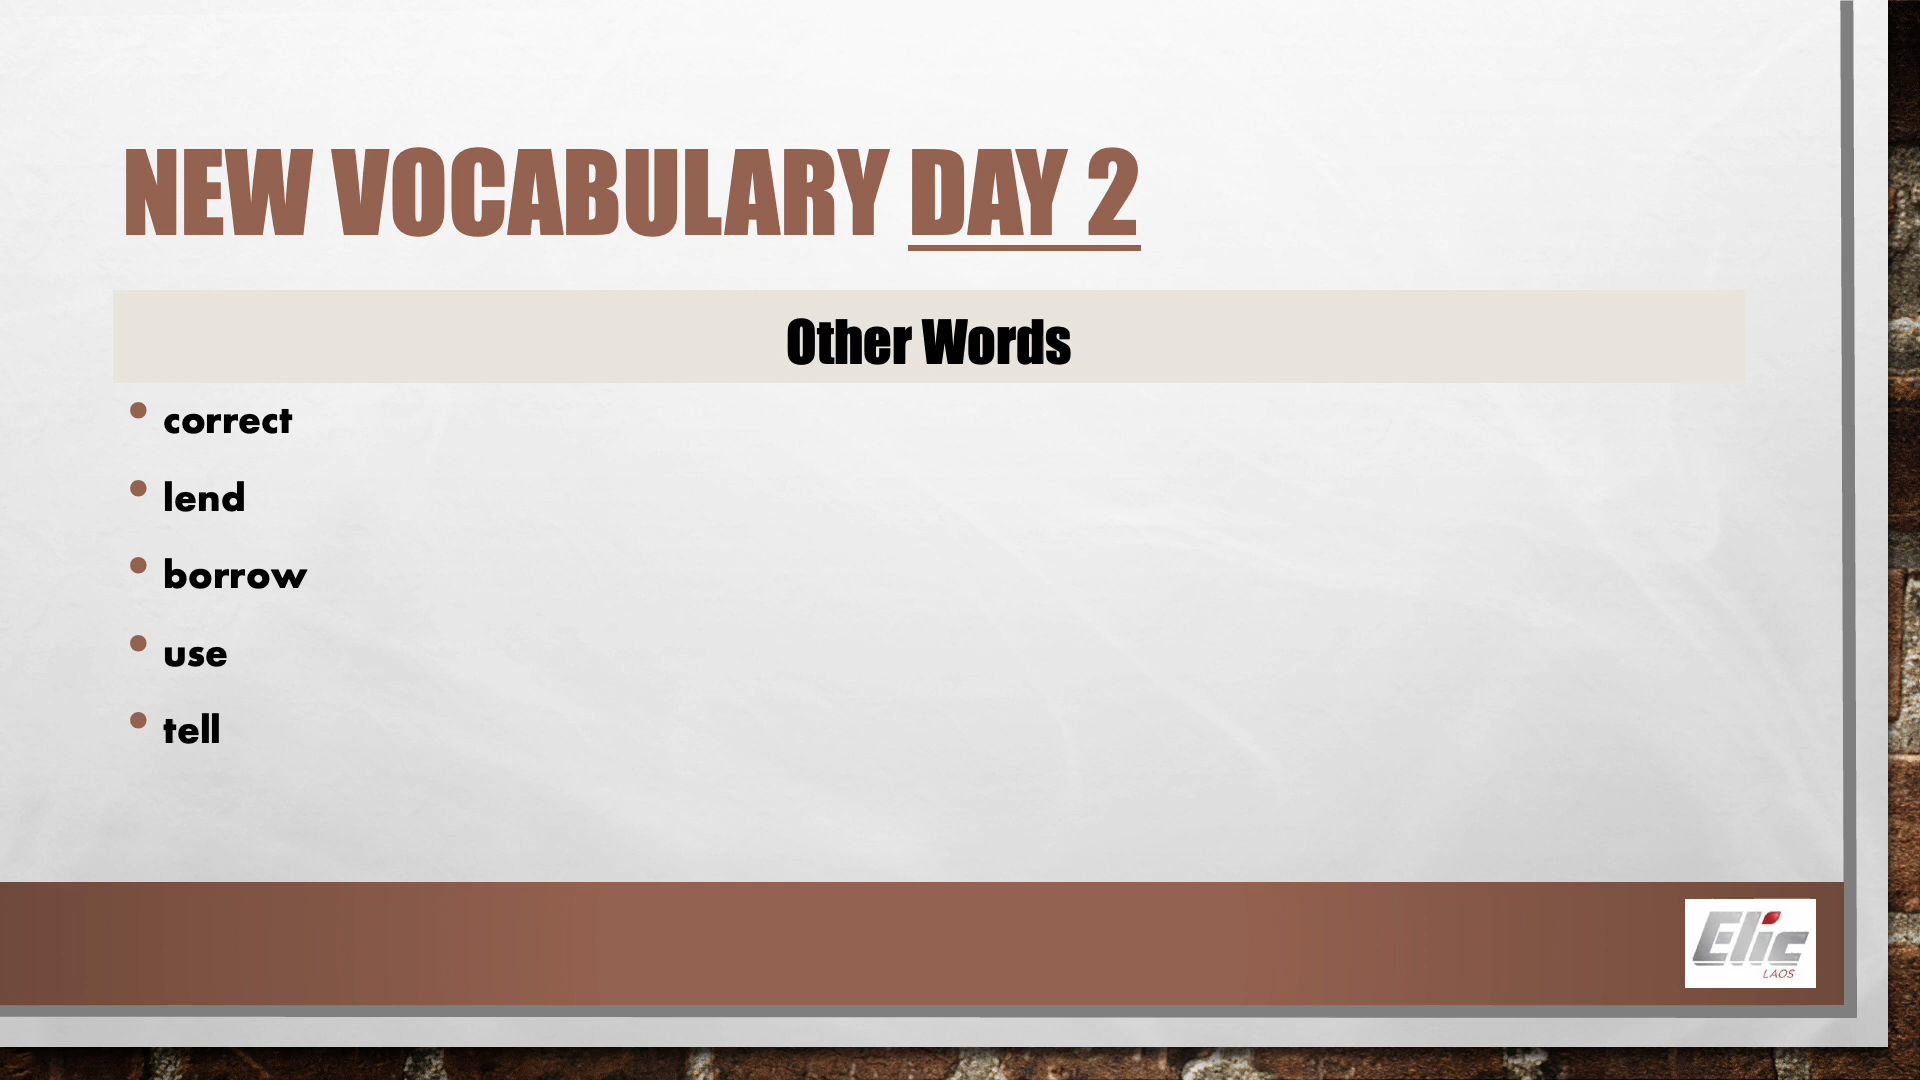 NEW VOCABULARY DAY 2
Other Words
• correct
• lend
• borrow
• use
• tell
Elic
LAOS